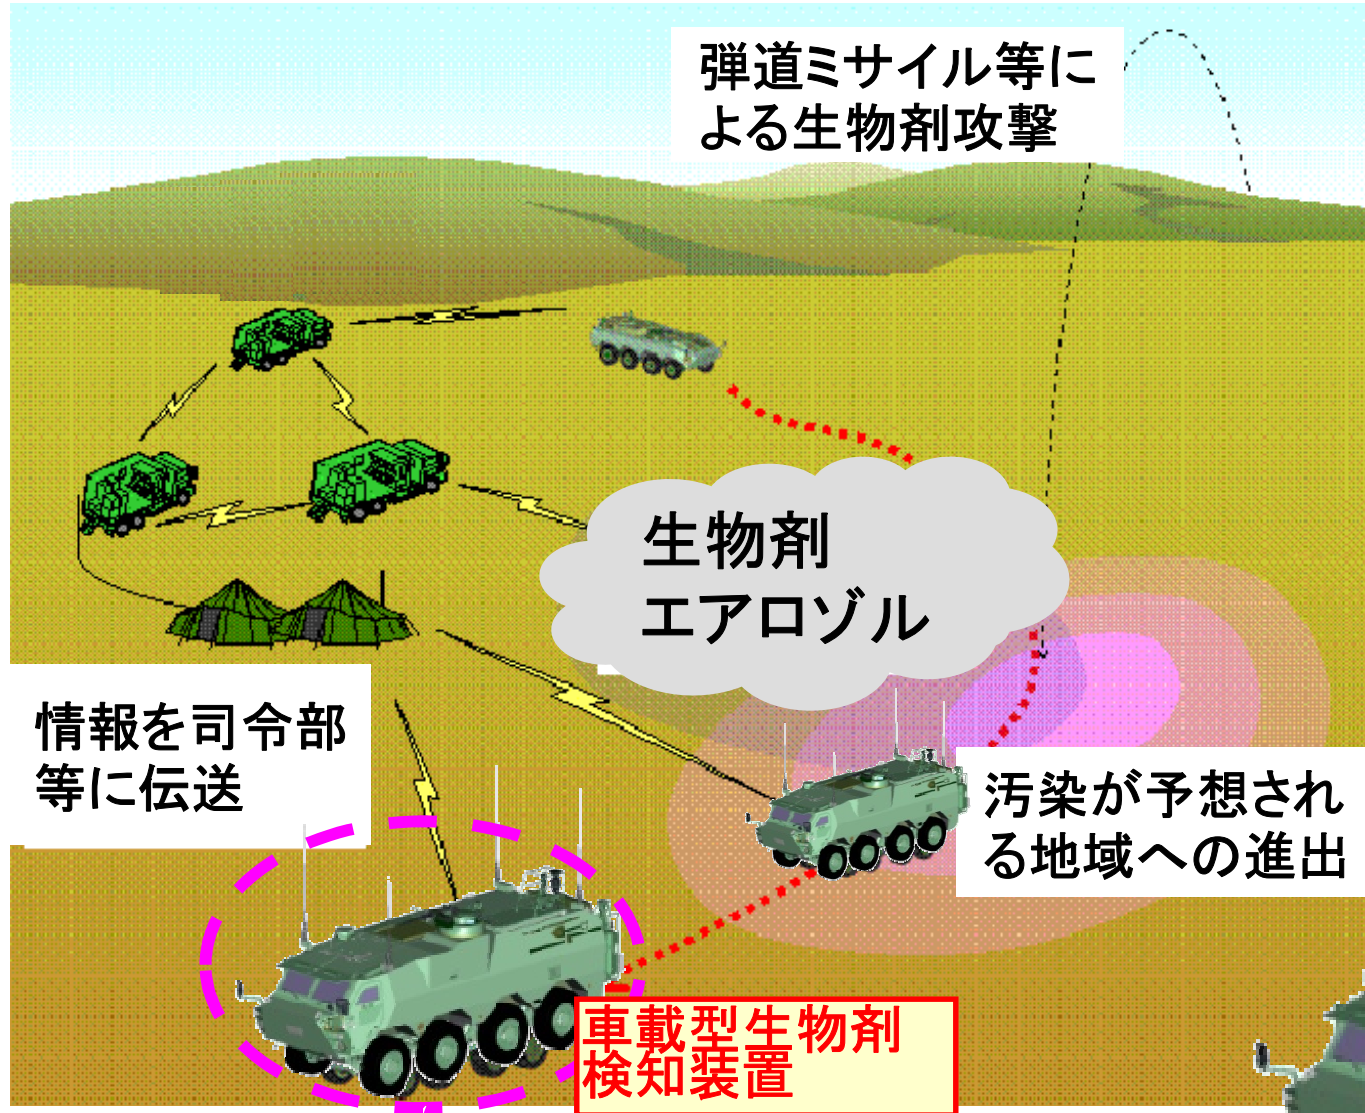 弾道ミサイル等に
よる生物剤攻撃
生物剤
エアロゾル
情報を司令部
等に伝送
汚染が予想され
る地域への進出
車載型生物剤
検知装置